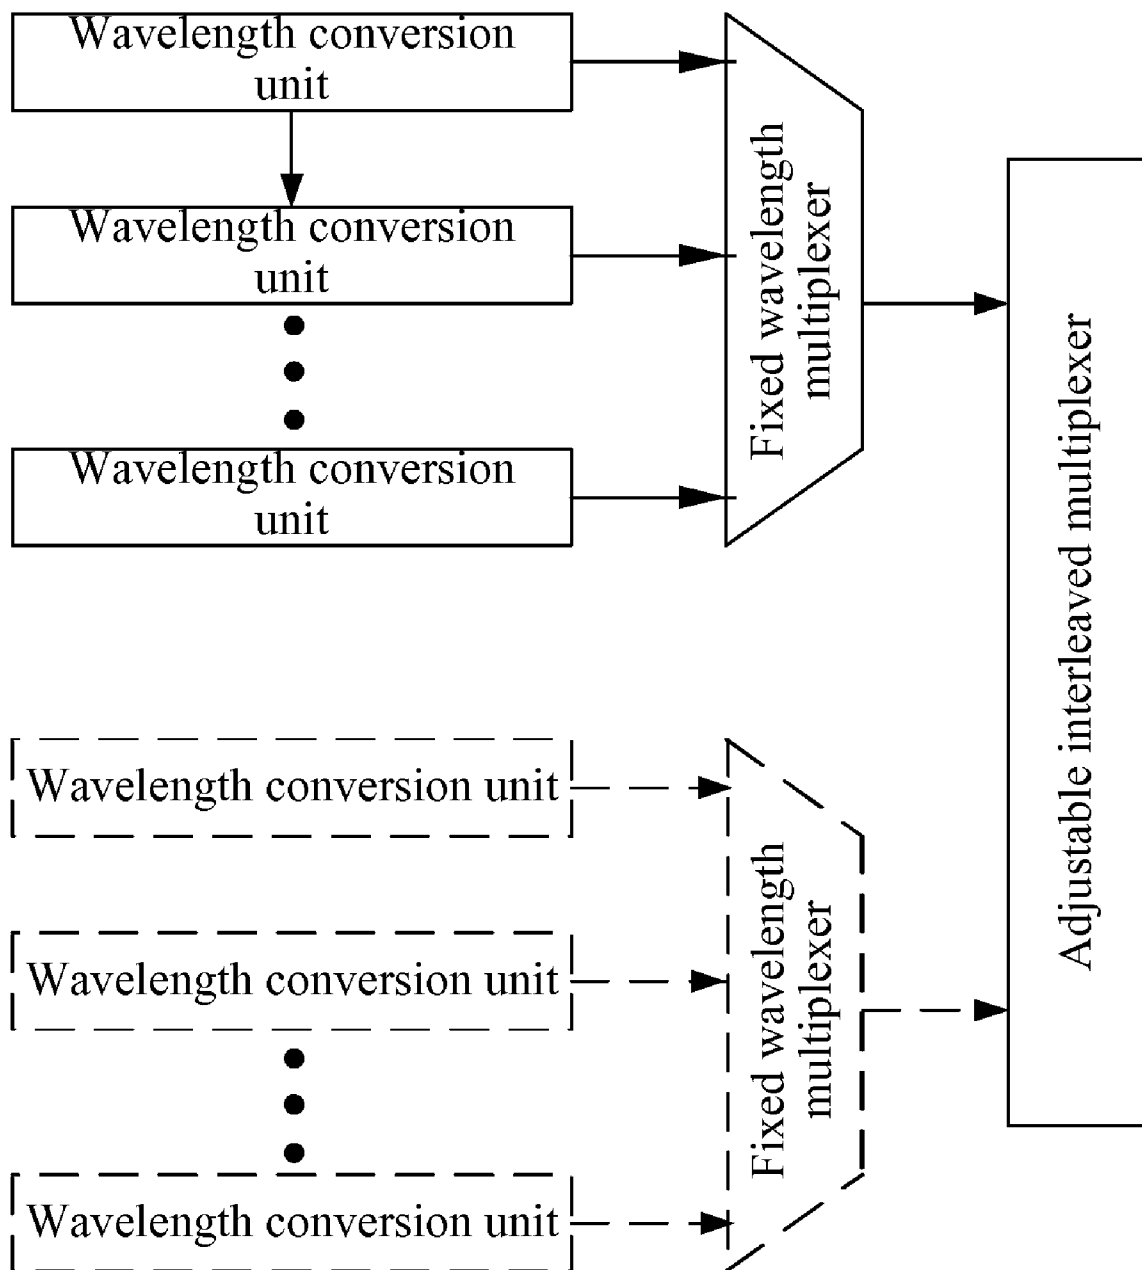 Wavelength conversion
unit
Wavelength conversion
unit
Wavelength conversion
unit
Fixed wavelength
multiplexer
Wavelength conversion unit
Wavelength conversion unit
Wavelength conversion unit
Fixed wavelength
multiplexer
Adjustable interleaved multiplexer